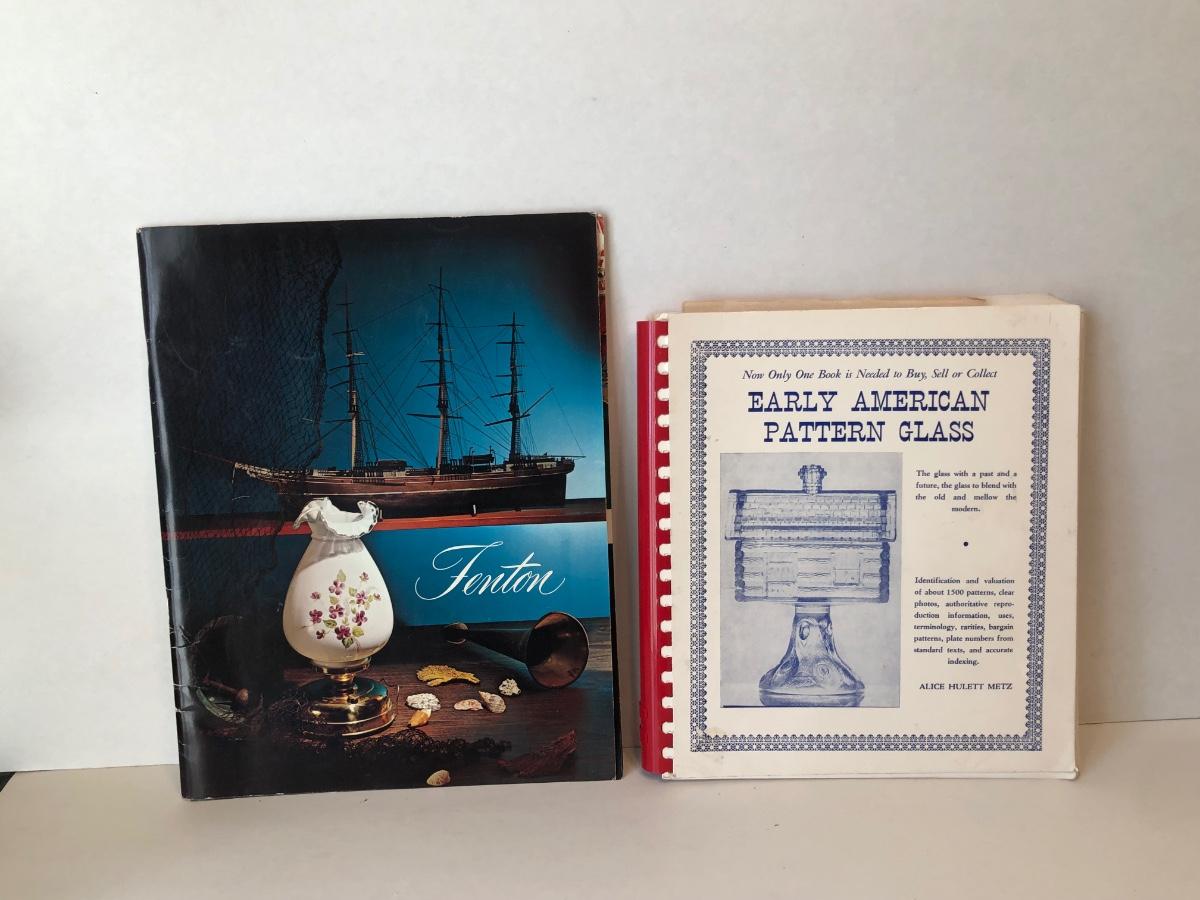 Fenton
Now Only One Book is Needed to Buy, Sell or Collect
EARLY AMERICAN
PATTERN GLASS
The glass with a past and a
future, the glass to blend with
the old and mellow the
modern.
Identification and valuation
of about 1500 patterns, clear
photos, authoritative repro-
duction information, uses,
terminology, rarities, bargain
patterns, plate numbers from
standard texts, and accurate
indexing.
ALICE HULETT METZ